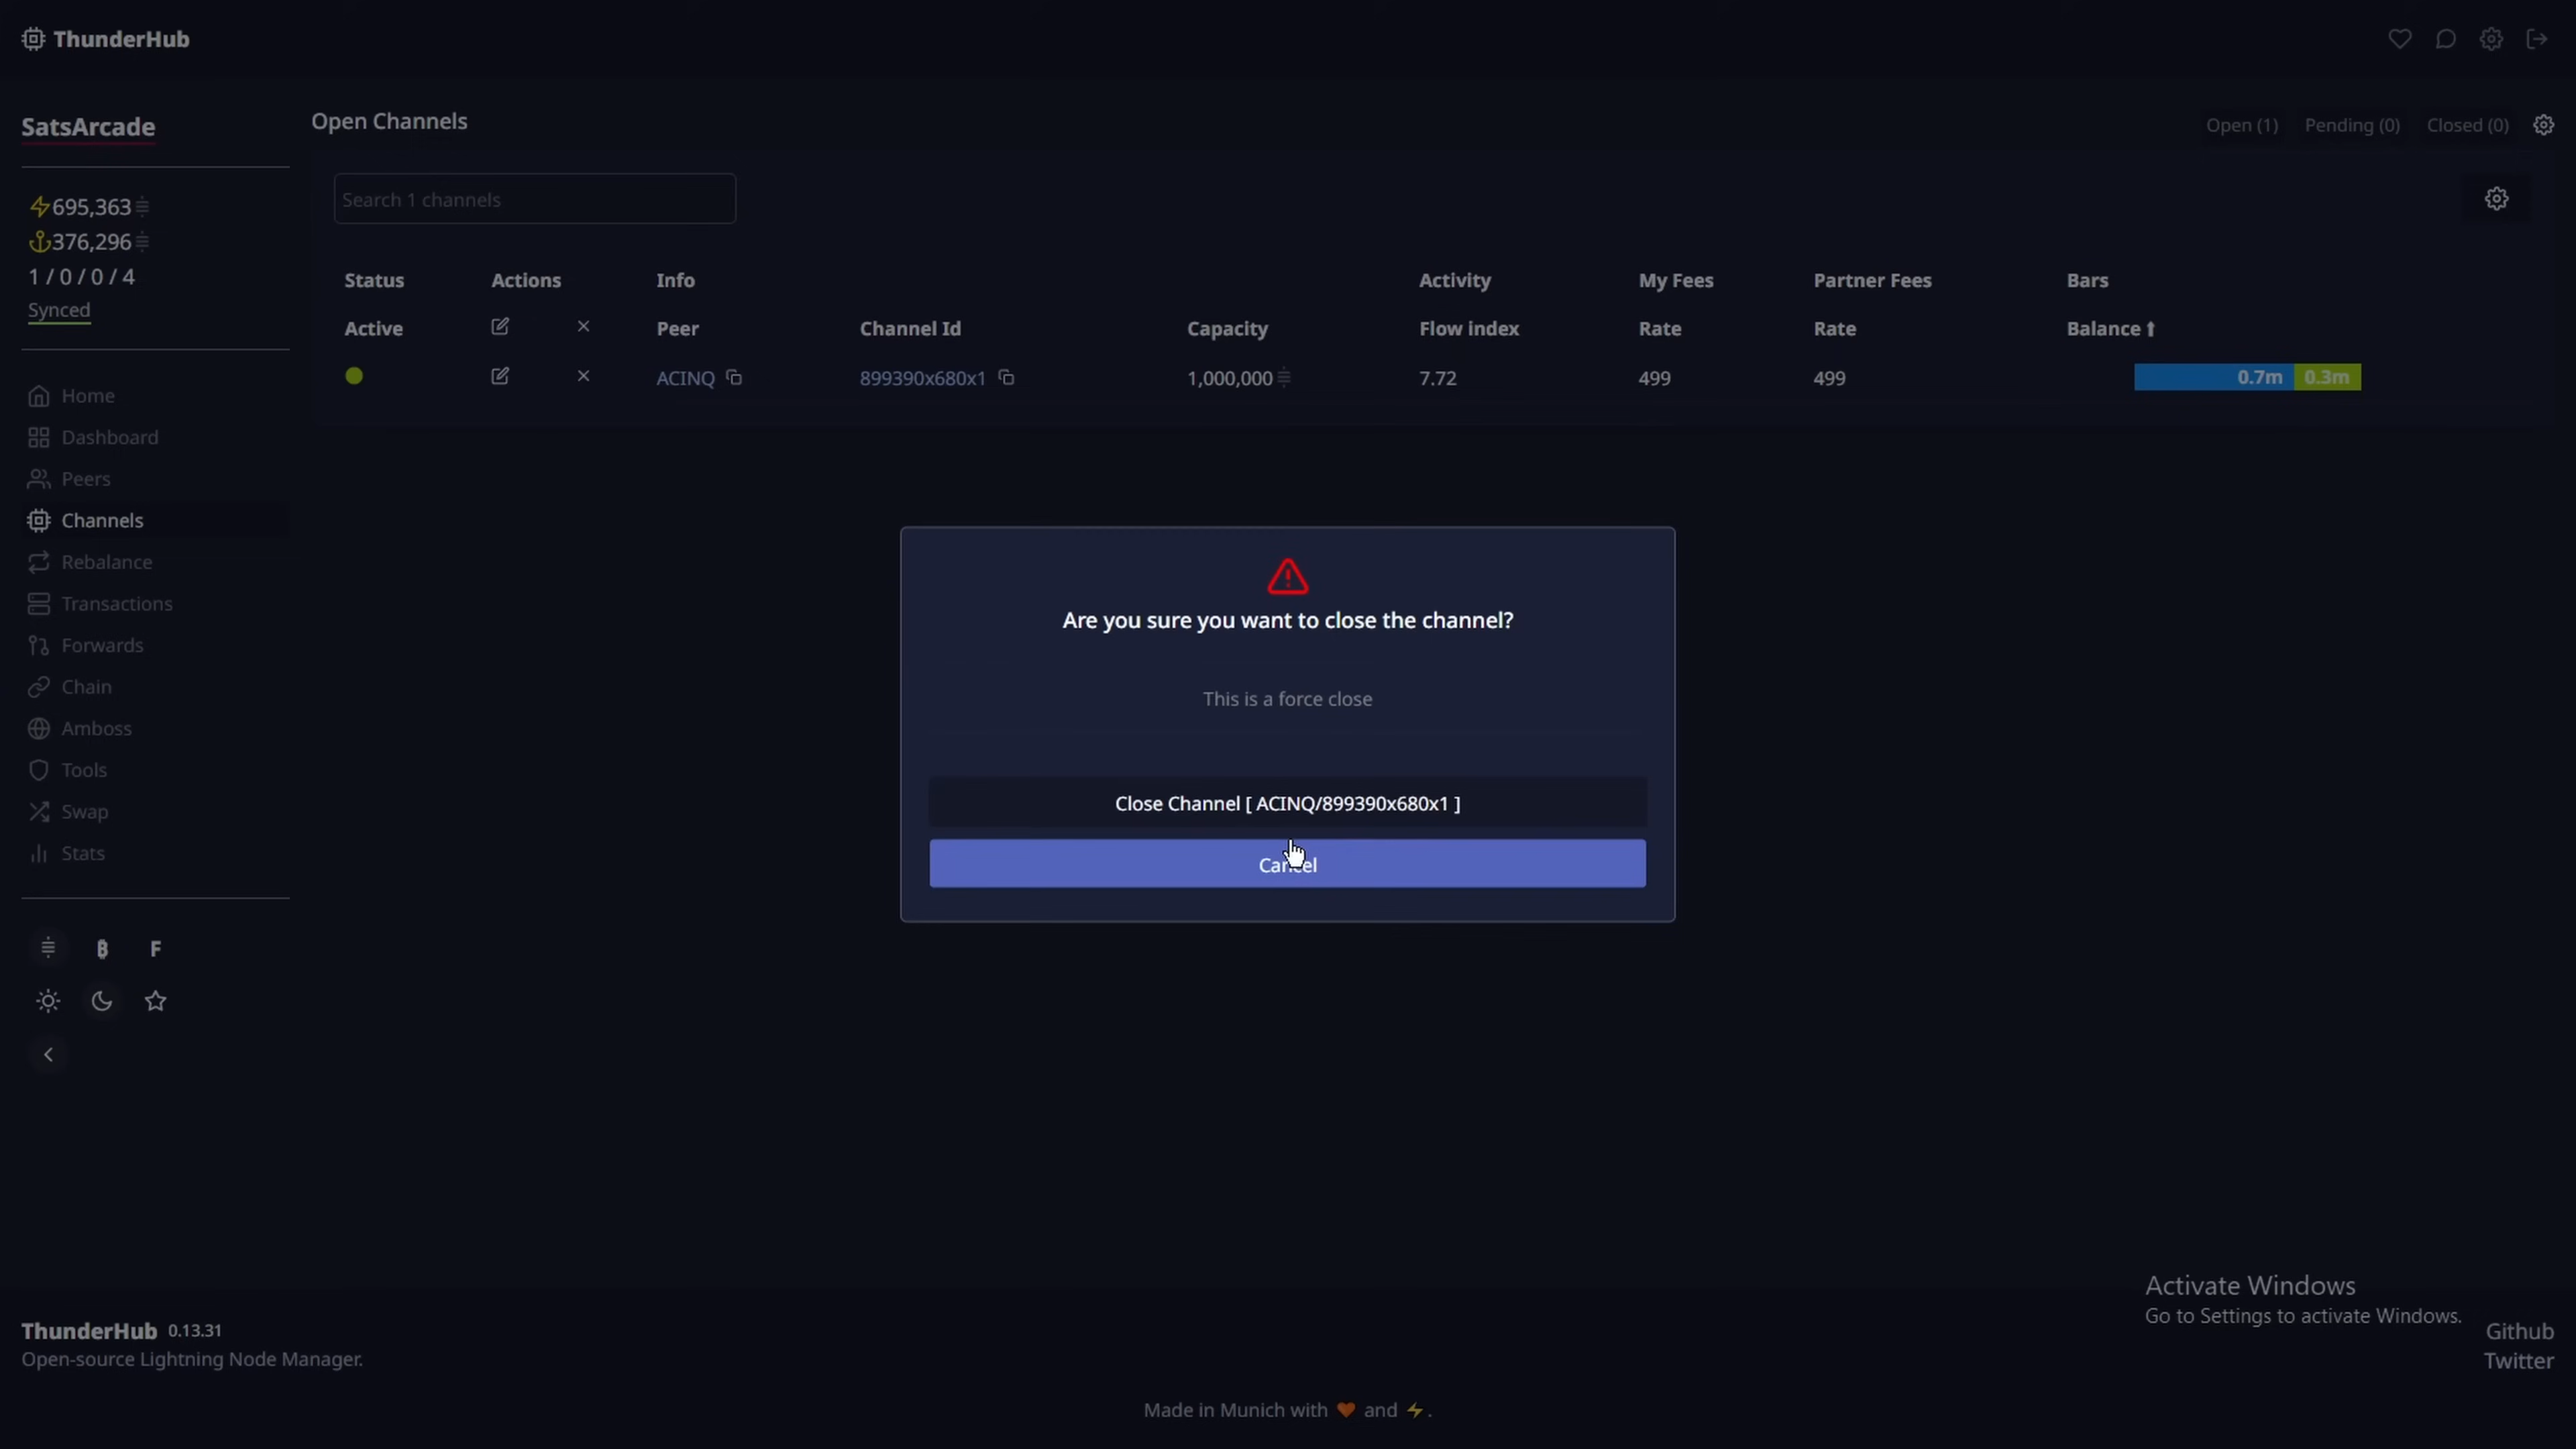 ThunderHub
SatsArcade
695,363
376,296
1 / 0 / 0 / 4
Synced
Home
Dashboard
Peers
Channels
Rebalance
Transactions
Forwards
Chain
Amboss
Tools
Swap
Stats
₿ F
Open Channels
Open (1) Pending (0) Closed (0)
Search 1 channels
Status Actions Info Activity My Fees Partner Fees Bars
Active Peer Channel Id Capacity Flow index Rate Rate Balance ⬆
ACINQ 899390x680x1 1,000,000 7.72 499 499 0.7m 0.3m
Are you sure you want to close the channel?
This is a force close
Close Channel [ ACINQ/899390x680x1 ]
Cancel
Activate Windows
Go to Settings to activate Windows.
ThunderHub 0.13.31
Open-source Lightning Node Manager.
Github
Twitter
Made in Munich with 🧡 and ⚡.